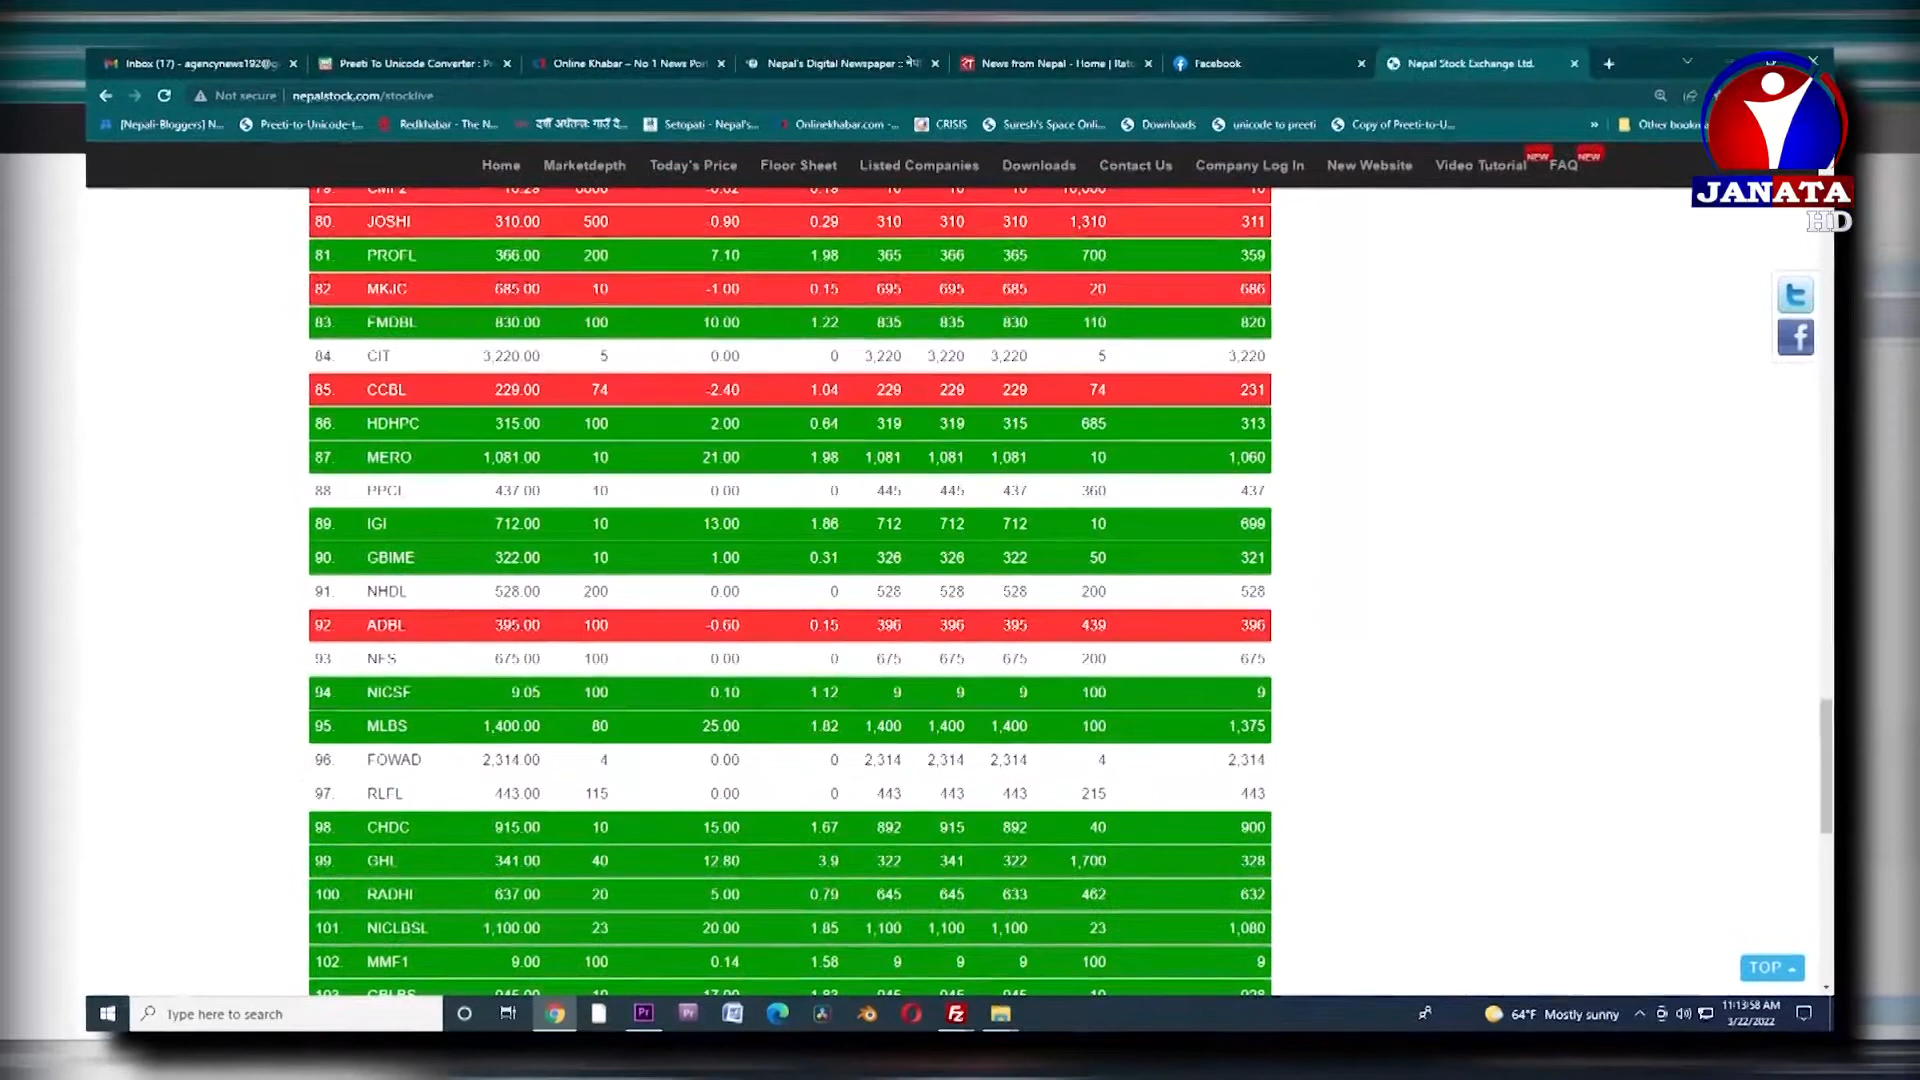 Inbox (17) - agencynews192@g
Preeti To Unicode Converter : Pr
Online Khabar – No 1 News Port
Nepal's Digital Newspaper :: नेपा
News from Nepal - Home | Rato
Facebook
Nepal Stock Exchange Ltd.
Not secure
nepalstock.com/stocklive
[Nepali-Bloggers] N...
Preeti-to-Unicode-t...
Redkhabar - The N...
Setopati - Nepal's...
Onlinekhabar.com -...
CRISIS
Suresh's Space Onli...
Downloads
unicode to preeti
Copy of Preeti-to-U...
»
Other bookma
JANATA
HD
Home Marketdepth Today's Price Floor Sheet Listed Companies Downloads Contact Us Company Log In New Website Video Tutorial NEW FAQ NEW
80. JOSHI 310.00 500 -0.90 0.29 310 310 310 1,310 311
81. PROFL 366.00 200 7.10 1.98 365 366 365 700 359
82. MKJC 685.00 10 -1.00 0.15 695 695 685 20 686
83. FMDBL 830.00 100 10.00 1.22 835 835 830 110 820
84. CIT 3,220.00 5 0.00 0 3,220 3,220 3,220 5 3,220
85. CCBL 229.00 74 -2.40 1.04 229 229 229 74 231
86. HDHPC 315.00 100 2.00 0.64 319 319 315 685 313
87. MERO 1,081.00 10 21.00 1.98 1,081 1,081 1,081 10 1,060
88 PPCL 437.00 10 0.00 0 445 445 437 360 437
89. IGI 712.00 10 13.00 1.86 712 712 712 10 699
90. GBIME 322.00 10 1.00 0.31 326 326 322 50 321
91. NHDL 528.00 200 0.00 0 528 528 528 200 528
92. ADBL 395.00 100 -0.60 0.15 396 396 395 439 396
93 NFS 675.00 100 0.00 0 675 675 675 200 675
94 NICSF 9.05 100 0.10 1.12 9 9 9 100 9
95. MLBS 1,400.00 80 25.00 1.82 1,400 1,400 1,400 100 1,375
96. FOWAD 2,314.00 4 0.00 0 2,314 2,314 2,314 4 2,314
97. RLFL 443.00 115 0.00 0 443 443 443 215 443
98. CHDC 915.00 10 15.00 1.67 892 915 892 40 900
99. GHL 341.00 40 12.80 3.9 322 341 322 1,700 328
100. RADHI 637.00 20 5.00 0.79 645 645 633 462 632
101. NICLBSL 1,100.00 23 20.00 1.85 1,100 1,100 1,100 23 1,080
102. MMF1 9.00 100 0.14 1.58 9 9 9 100 9
TOP
Type here to search
64°F Mostly sunny
11:13:58 AM
3/22/2022